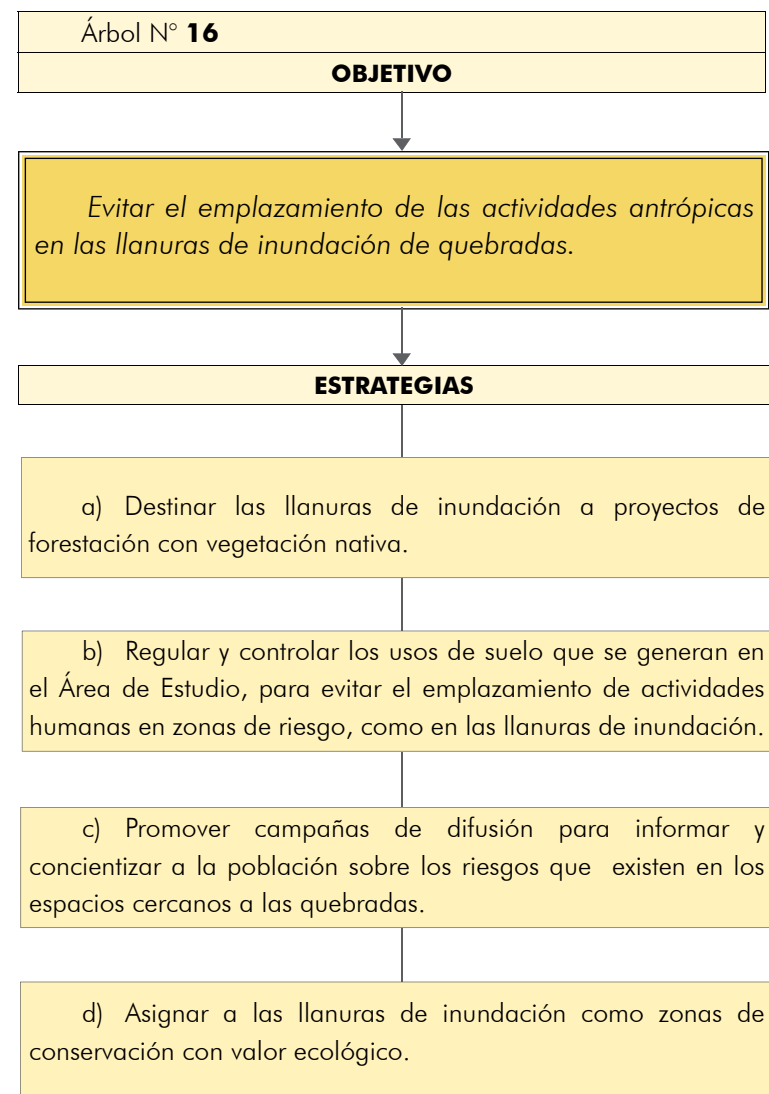 Árbol N° 16
OBJETIVO
Evitar el emplazamiento de las actividades antrópicas
en las llanuras de inundación de quebradas.
ESTRATEGIAS
a) Destinar las llanuras de inundación a proyectos de
forestación con vegetación nativa.
b) Regular y controlar los usos de suelo que se generan en
el Área de Estudio, para evitar el emplazamiento de actividades
humanas en zonas de riesgo, como en las llanuras de inundación.
c) Promover campañas de difusión para informar y
concientizar a la población sobre los riesgos que existen en los
espacios cercanos a las quebradas.
d) Asignar a las llanuras de inundación como zonas de
conservación con valor ecológico.